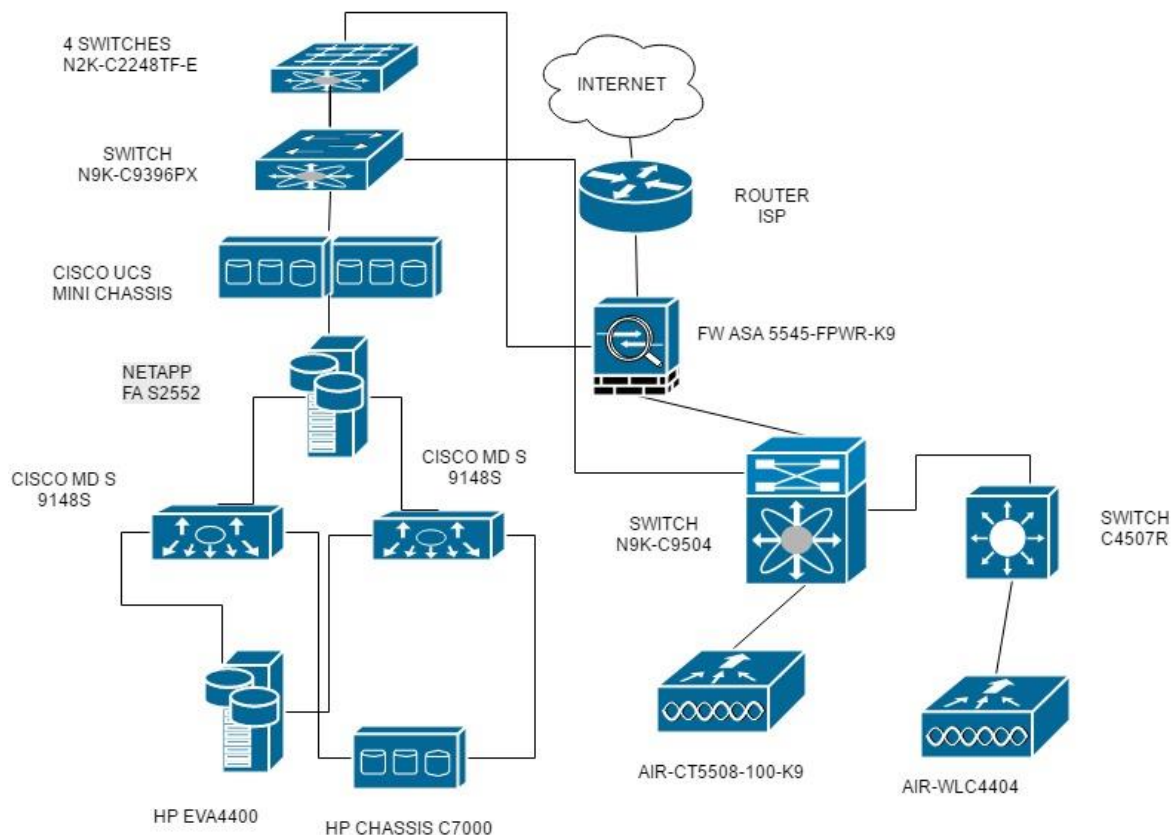 4 SWITCHES
N2K-C2248TF-E
INTERNET
SWITCH
N9K-C9396PX
ROUTER
ISP
CISCO UCS
MINI CHASSIS
FW ASA 5545-FPWR-K9
NETAPP
FA S2552
CISCO MD S
9148S
CISCO MD S
9148S
SWITCH
N9K-C9504
SWITCH
C4507R
AIR-CT5508-100-K9
AIR-WLC4404
HP EVA4400
HP CHASSIS C7000